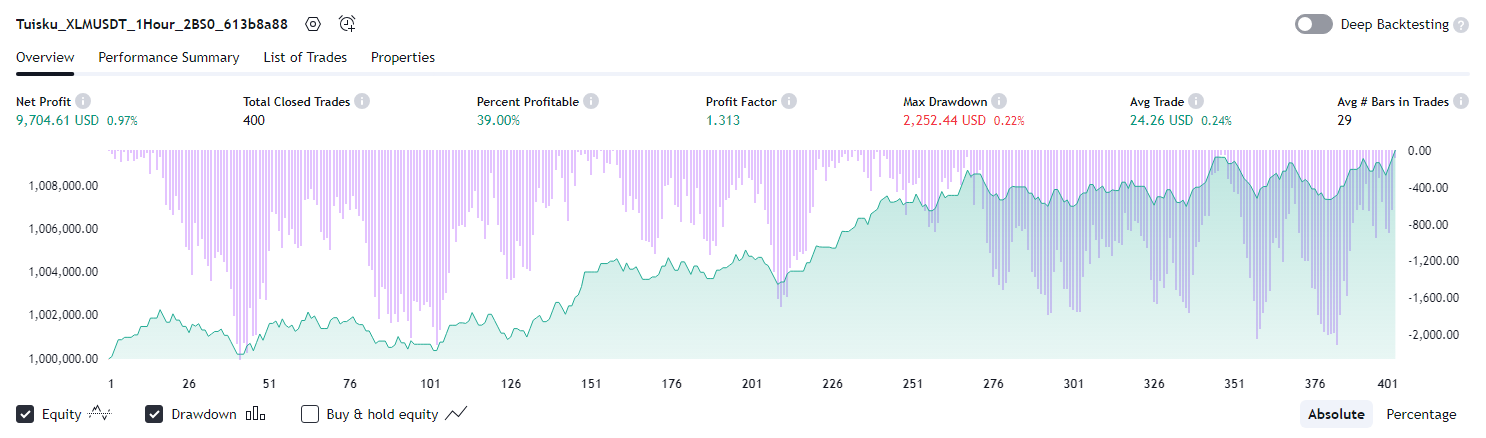 Tuisku_XLMUSDT_1Hour_2BS0_613b8a88
Deep Backtesting ?
Overview Performance Summary List of Trades Properties
Net Profit i Total Closed Trades i Percent Profitable i Profit Factor i Max Drawdown i Avg Trade i Avg # Bars in Trades i
9,704.61 USD 0.97% 400 39.00% 1.313 2,252.44 USD 0.22% 24.26 USD 0.24% 29
0.00
1,008,000.00 -400.00
1,006,000.00 -800.00
1,004,000.00 -1,200.00
-1,600.00
1,002,000.00 -2,000.00
1,000,000.00
1 26 51 76 101 126 151 176 201 226 251 276 301 326 351 376 401
Equity Drawdown Buy & hold equity Absolute Percentage